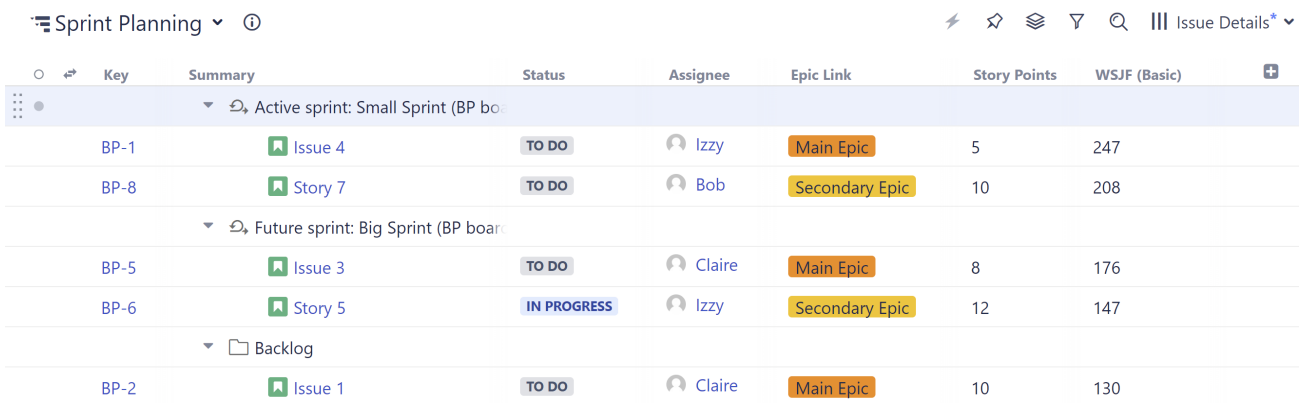 Sprint Planning Issue Details*
Key Summary Status Assignee Epic Link Story Points WSJF (Basic)
Active sprint: Small Sprint (BP
BP-1 Issue 4 TO DO Izzy Main Epic 5 247
BP-8 Story 7 TO DO Bob Secondary Epic 10 208
Future sprint: Big Sprint (BP
BP-5 Issue 3 TO DO Claire Main Epic 8 176
BP-6 Story 5 IN PROGRESS Izzy Secondary Epic 12 147
Backlog
BP-2 Issue 1 TO DO Claire Main Epic 10 130